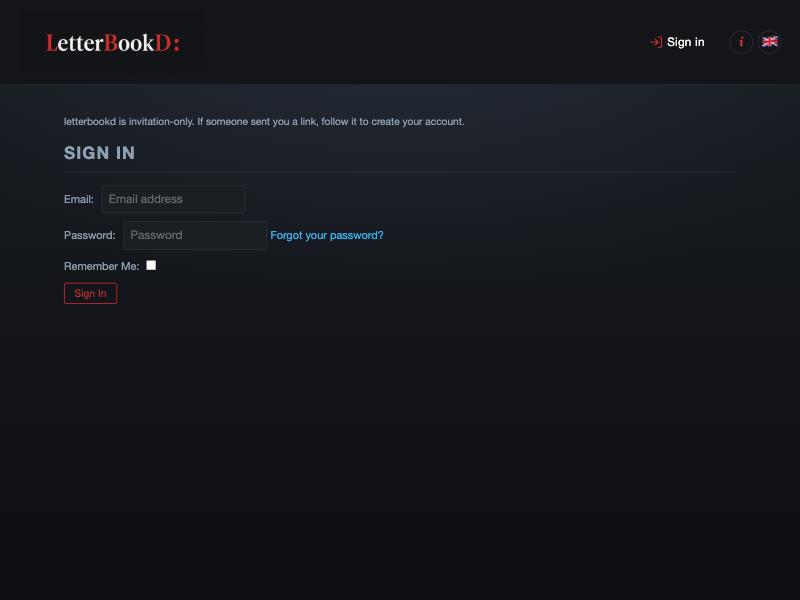 LetterBookD:
Sign in
i
letterbookd is invitation-only. If someone sent you a link, follow it to create your account.
SIGN IN
Email: Email address
Password: Password Forgot your password?
Remember Me:
Sign In